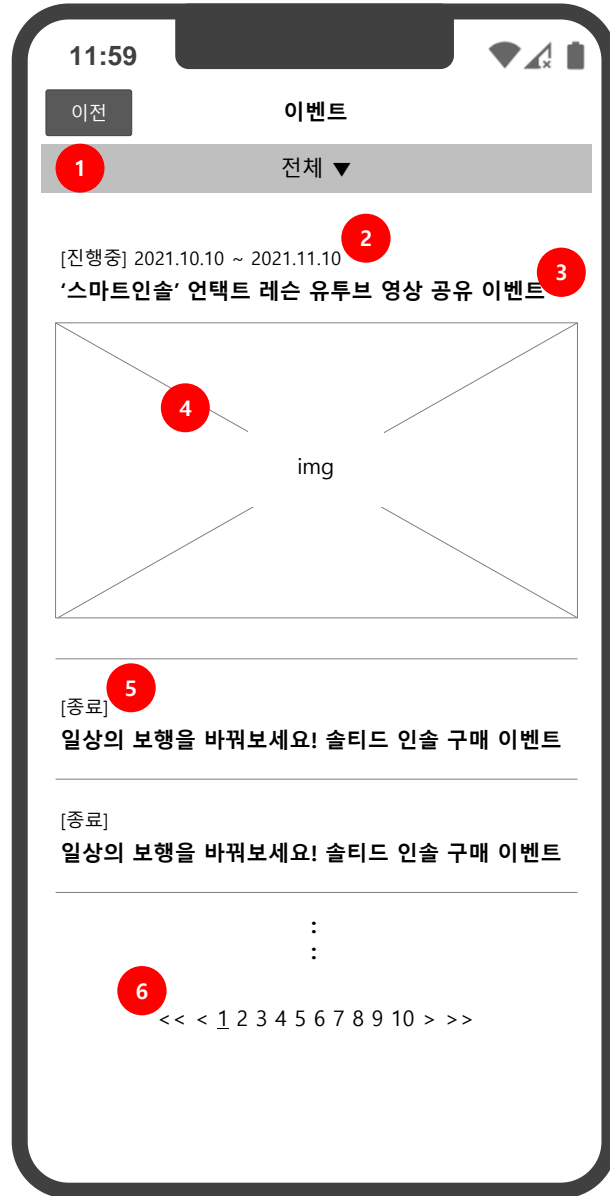 11:59
이전
이벤트
1
전체 ▼
2
[진행중] 2021.10.10 ~ 2021.11.10
3
‘스마트인솔’ 언택트 레슨 유투브 영상 공유 이벤트
4
img
5
[종료]
일상의 보행을 바꿔보세요! 솔티드 인솔 구매 이벤트
[종료]
일상의 보행을 바꿔보세요! 솔티드 인솔 구매 이벤트
:
:
6
<< < 1 2 3 4 5 6 7 8 9 10 > >>